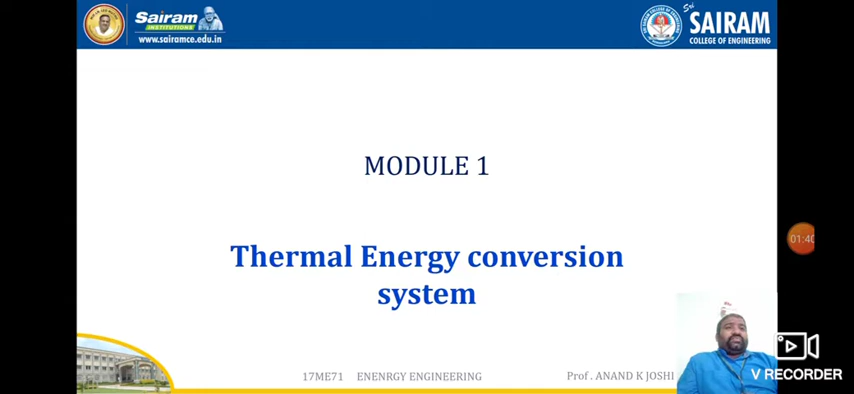 Sairam
INSTITUTIONS
www.sairamce.edu.in
Sri
SAIRAM
COLLEGE OF ENGINEERING
MODULE 1
Thermal Energy conversion
system
01:40
17ME71 ENENRGY ENGINEERING
Prof . ANAND K JOSHI
V RECORDER